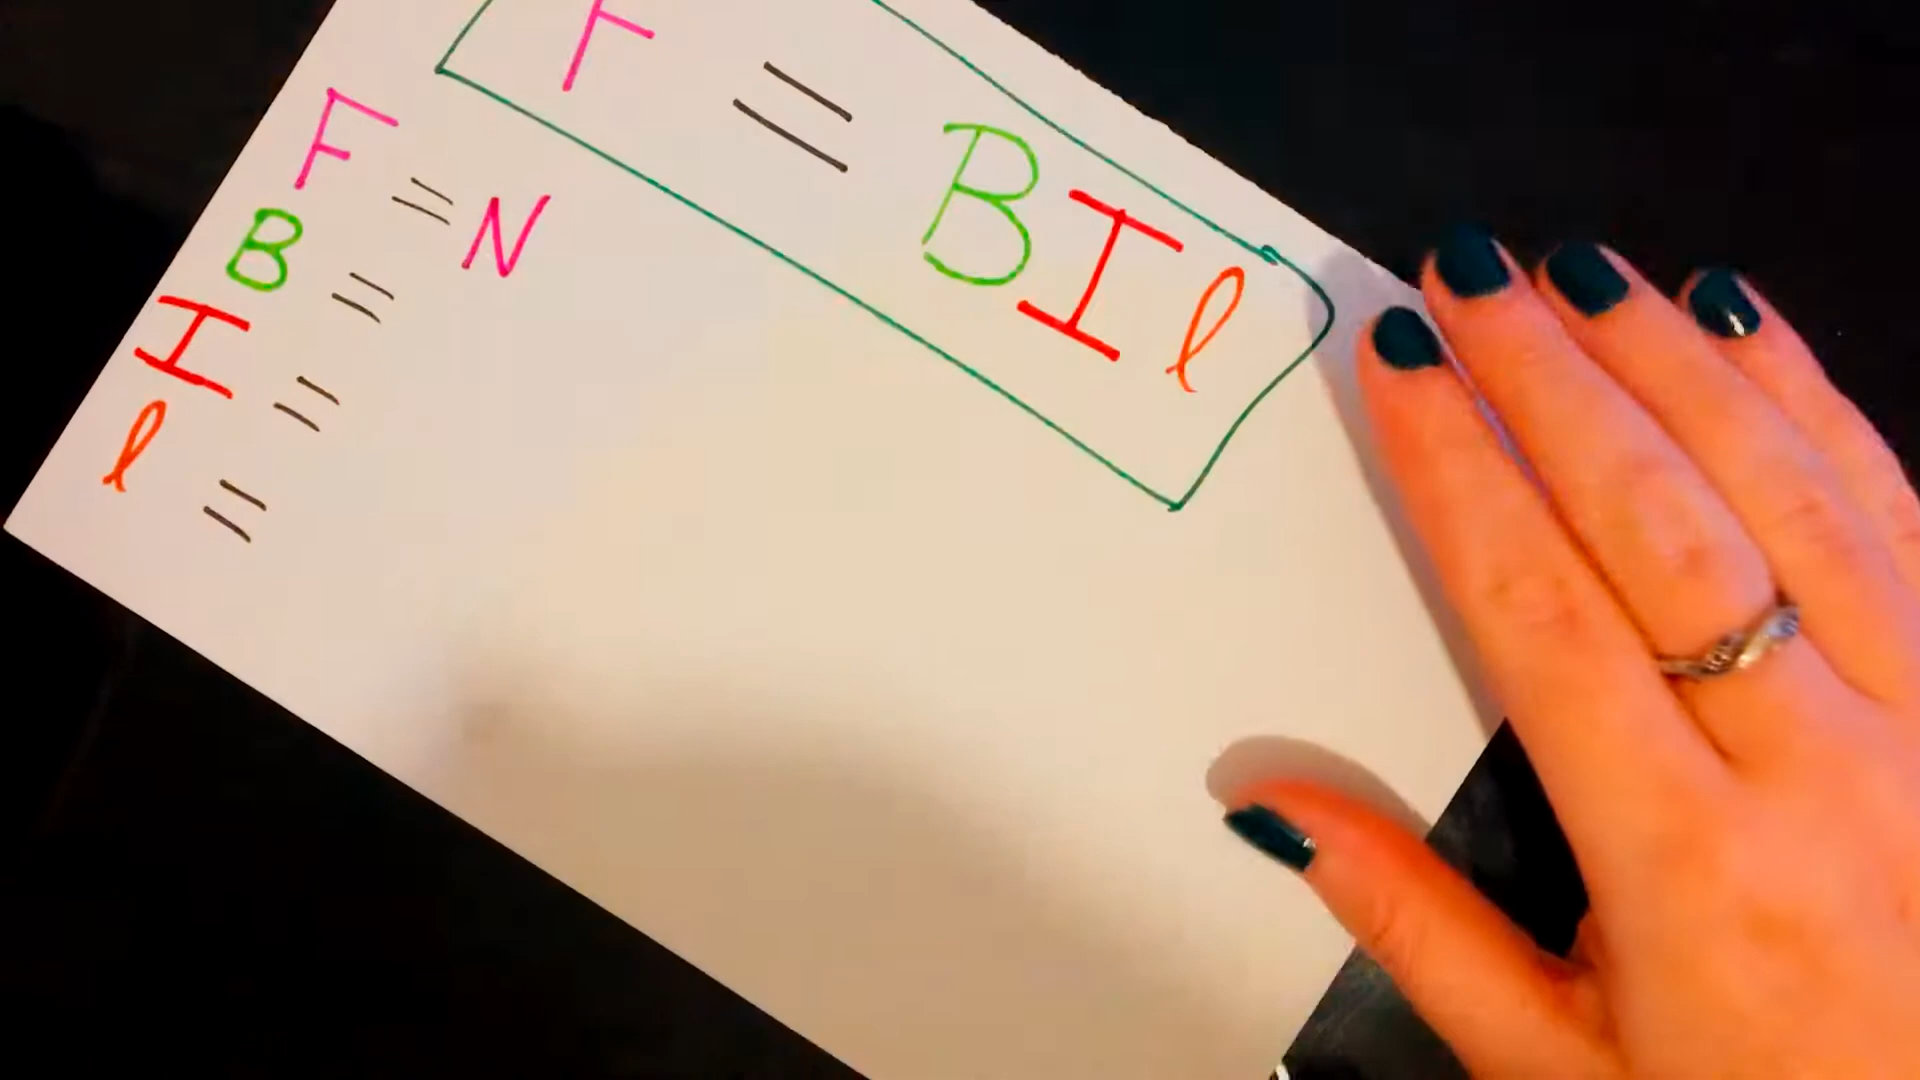 F = BIl
F = N
B =
I =
l =